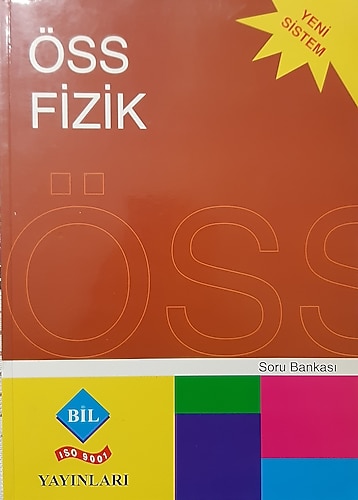 ÖSS
FİZİK
YENİ
SİSTEM
ÖSS
Soru Bankası
BİL
ISO 9001
YAYINLARI